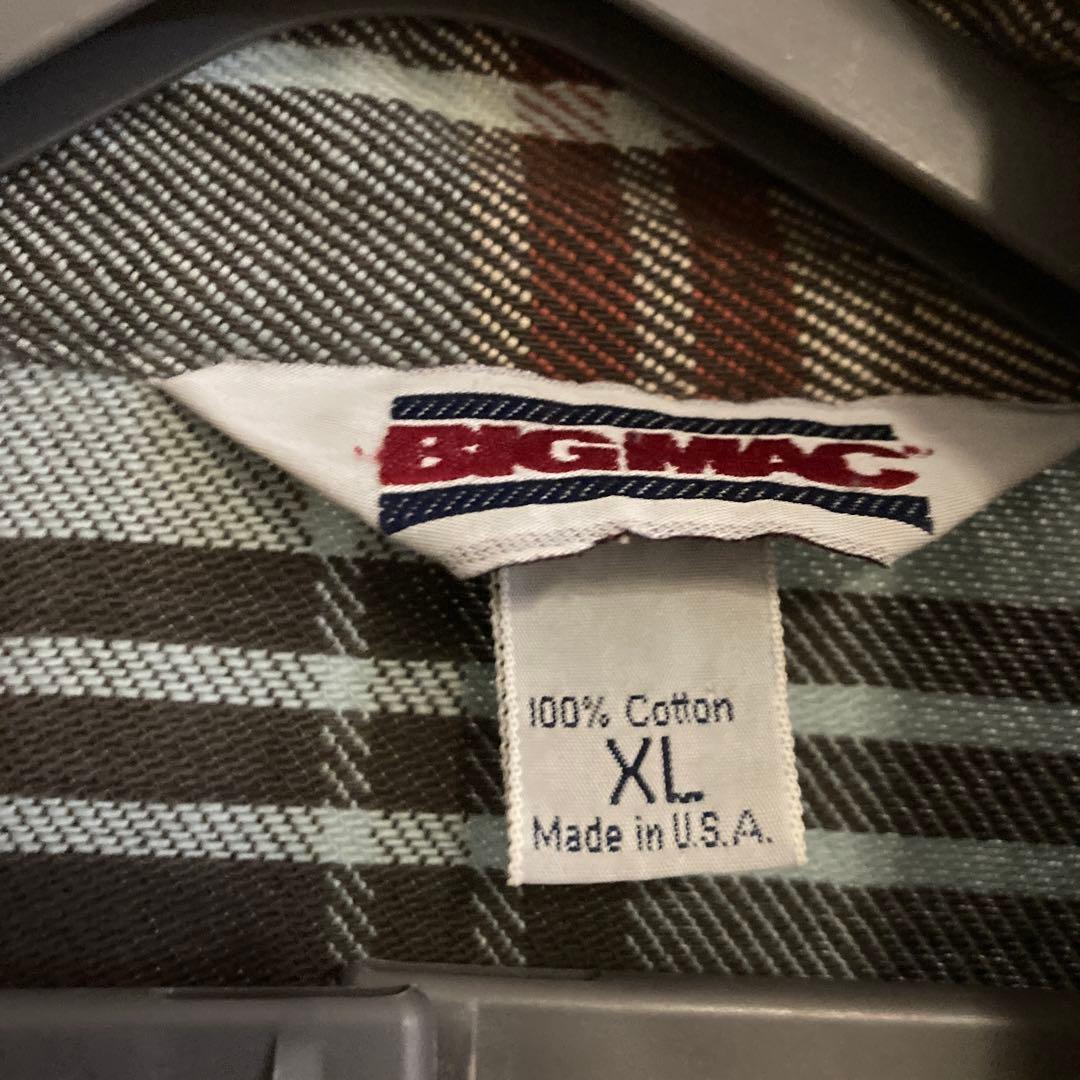 BIG MAC
100% Cotton
XL
Made in U.S.A.